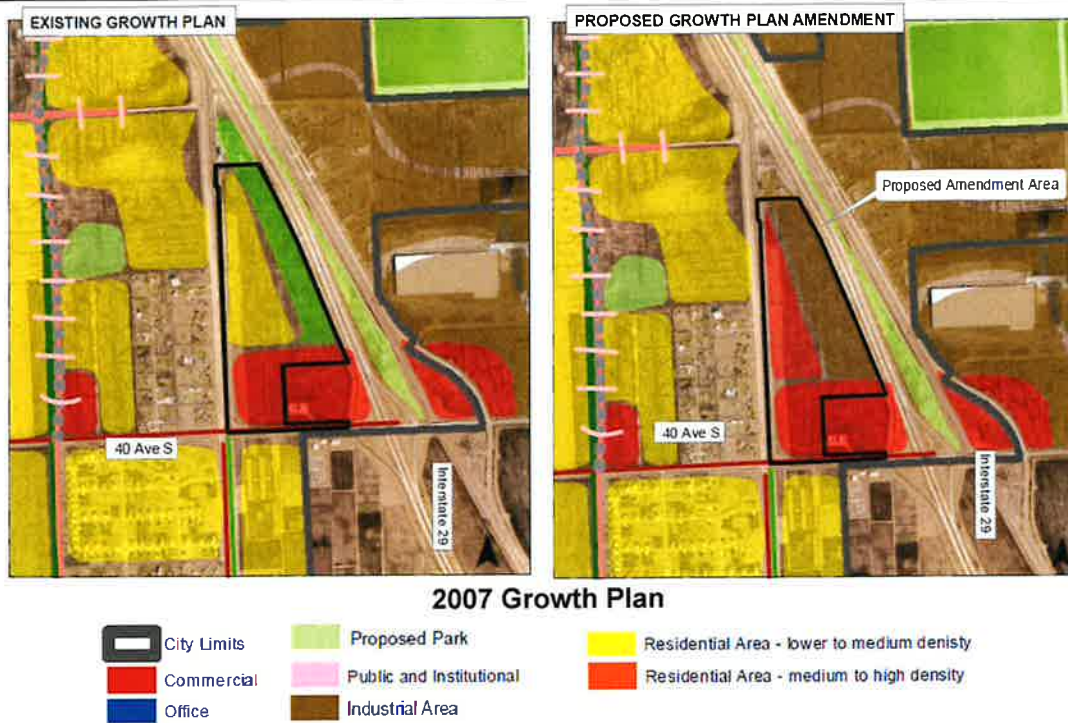 EXISTING GROWTH PLAN
PROPOSED GROWTH PLAN AMENDMENT
Proposed Amendment Area
40 Ave S
Interstate 29
40 Ave S
Interstate 29
2007 Growth Plan
City Limits
Proposed Park
Residential Area - lower to medium denisty
Commercial
Public and Institutional
Residential Area - medium to high density
Office
Industrial Area